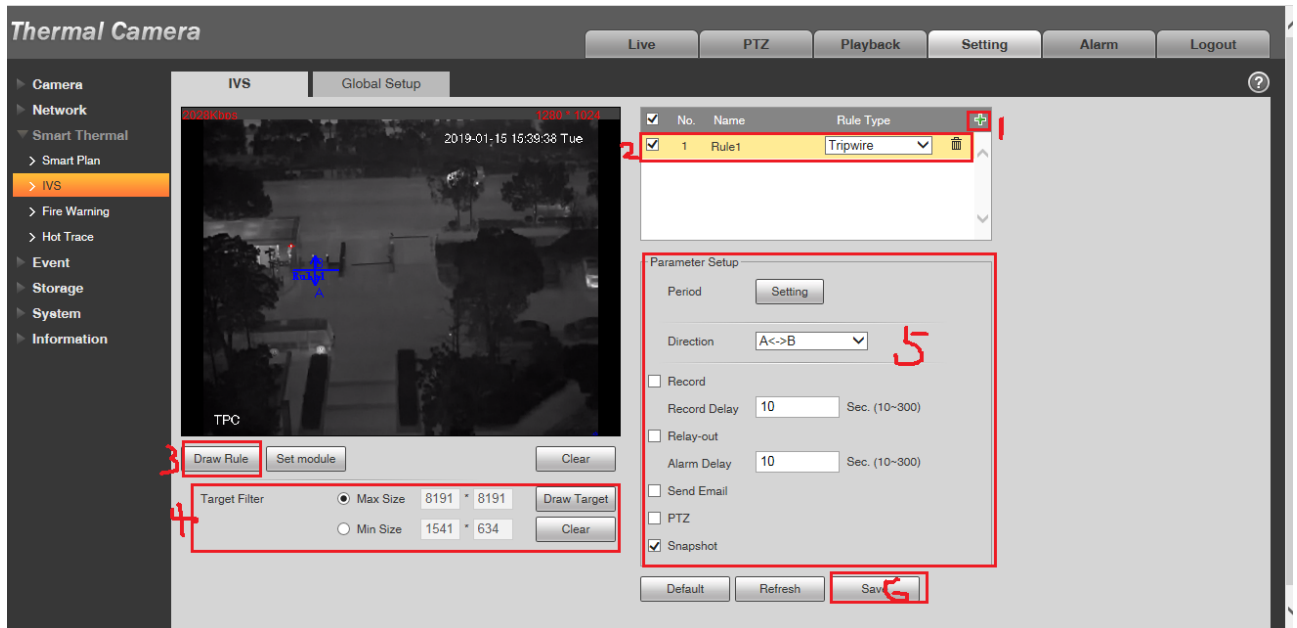 Thermal Camera
Live PTZ Playback Setting Alarm Logout
Camera
Network
Smart Thermal
Smart Plan
IVS
Fire Warning
Hot Trace
Event
Storage
System
Information
IVS Global Setup
?
2028Kbps 1280 * 1024
2019-01-15 15:39:38 Tue
Rule1
A
TPC
3 Draw Rule Set module Clear
4
Target Filter Max Size 8191 * 8191 Draw Target
Min Size 1541 * 634 Clear
No. Name Rule Type 1
2 1 Rule1 Tripwire
Parameter Setup
Period Setting
Direction A<->B 5
Record
Record Delay 10 Sec. (10~300)
Relay-out
Alarm Delay 10 Sec. (10~300)
Send Email
PTZ
Snapshot
Default Refresh Save 6